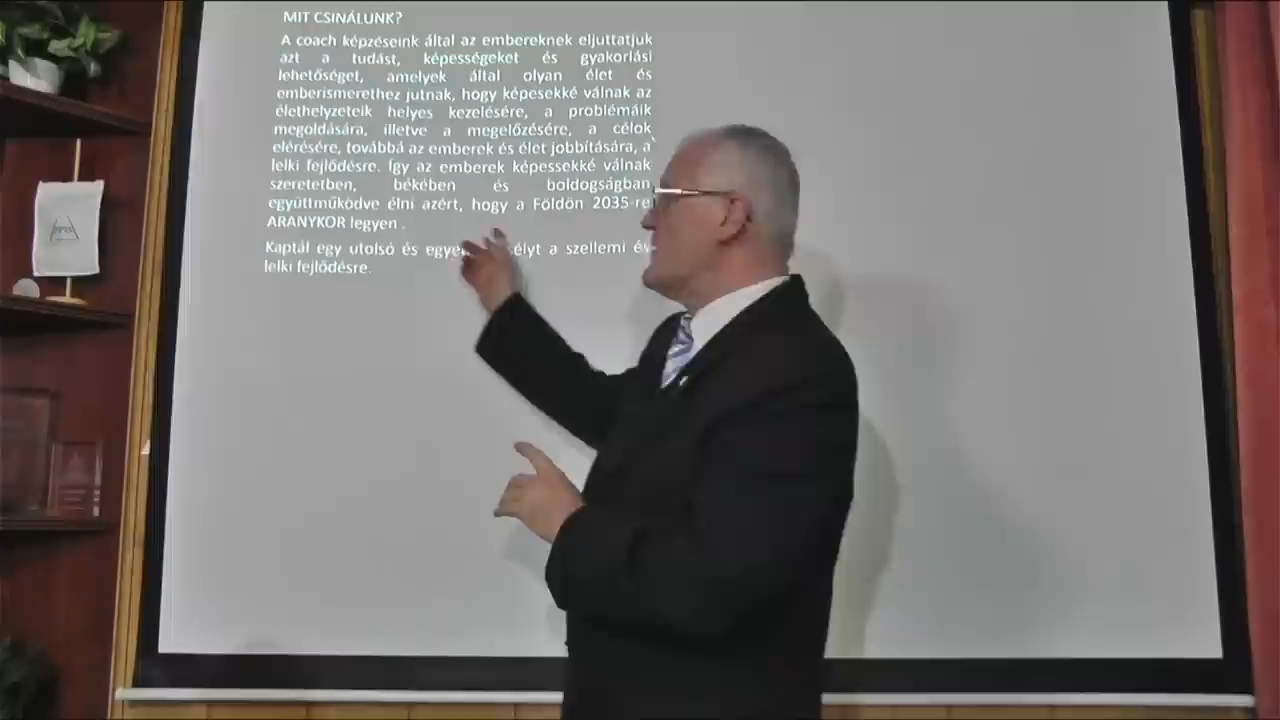 MIT CSINÁLUNK?
A coach képzéseink által az embereknek eljuttatjuk
azt a tudást, képességeket és gyakorlási
lehetőséget, amelyek által olyan élet és
emberismerethez jutnak, hogy képesekké válnak az
élethelyzeteik helyes kezelésére, a problémáik
megoldására, illetve a megelőzésére, a célok
elérésére, továbbá az emberek és élet jobbítására, a
lelki fejlődésre. Így az emberek képessekké válnak
szeretetben, békében és boldogságban
együttműködve élni azért, hogy a Földön 2035-re
ARANYKOR legyen .
Kaptál egy utolsó és a szellemi és
lelki fejlődésre.